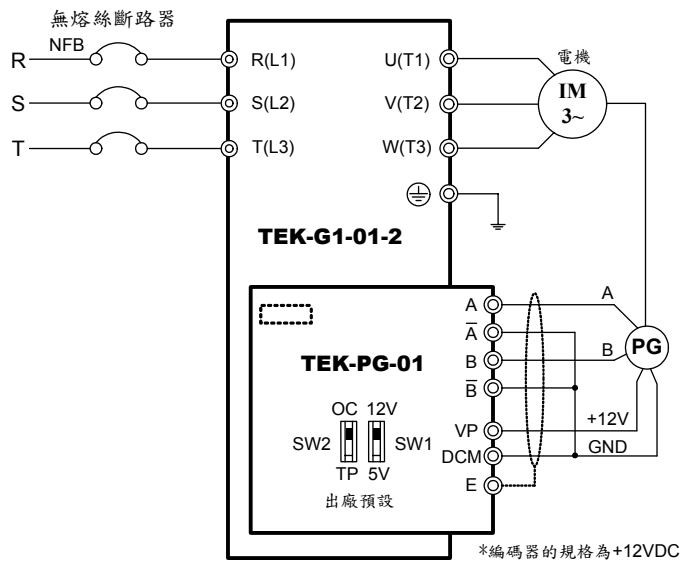 無熔絲斷路器
NFB
R
S
T
R(L1)
S(L2)
T(L3)
U(T1)
V(T2)
W(T3)
電機
IM
3~
TEK-G1-01-2
TEK-PG-01
OC 12V
SW2 SW1
TP 5V
出廠預設
A
A̅
B
B̅
VP
DCM
E
A
B
PG
+12V
GND
*編碼器的規格為+12VDC